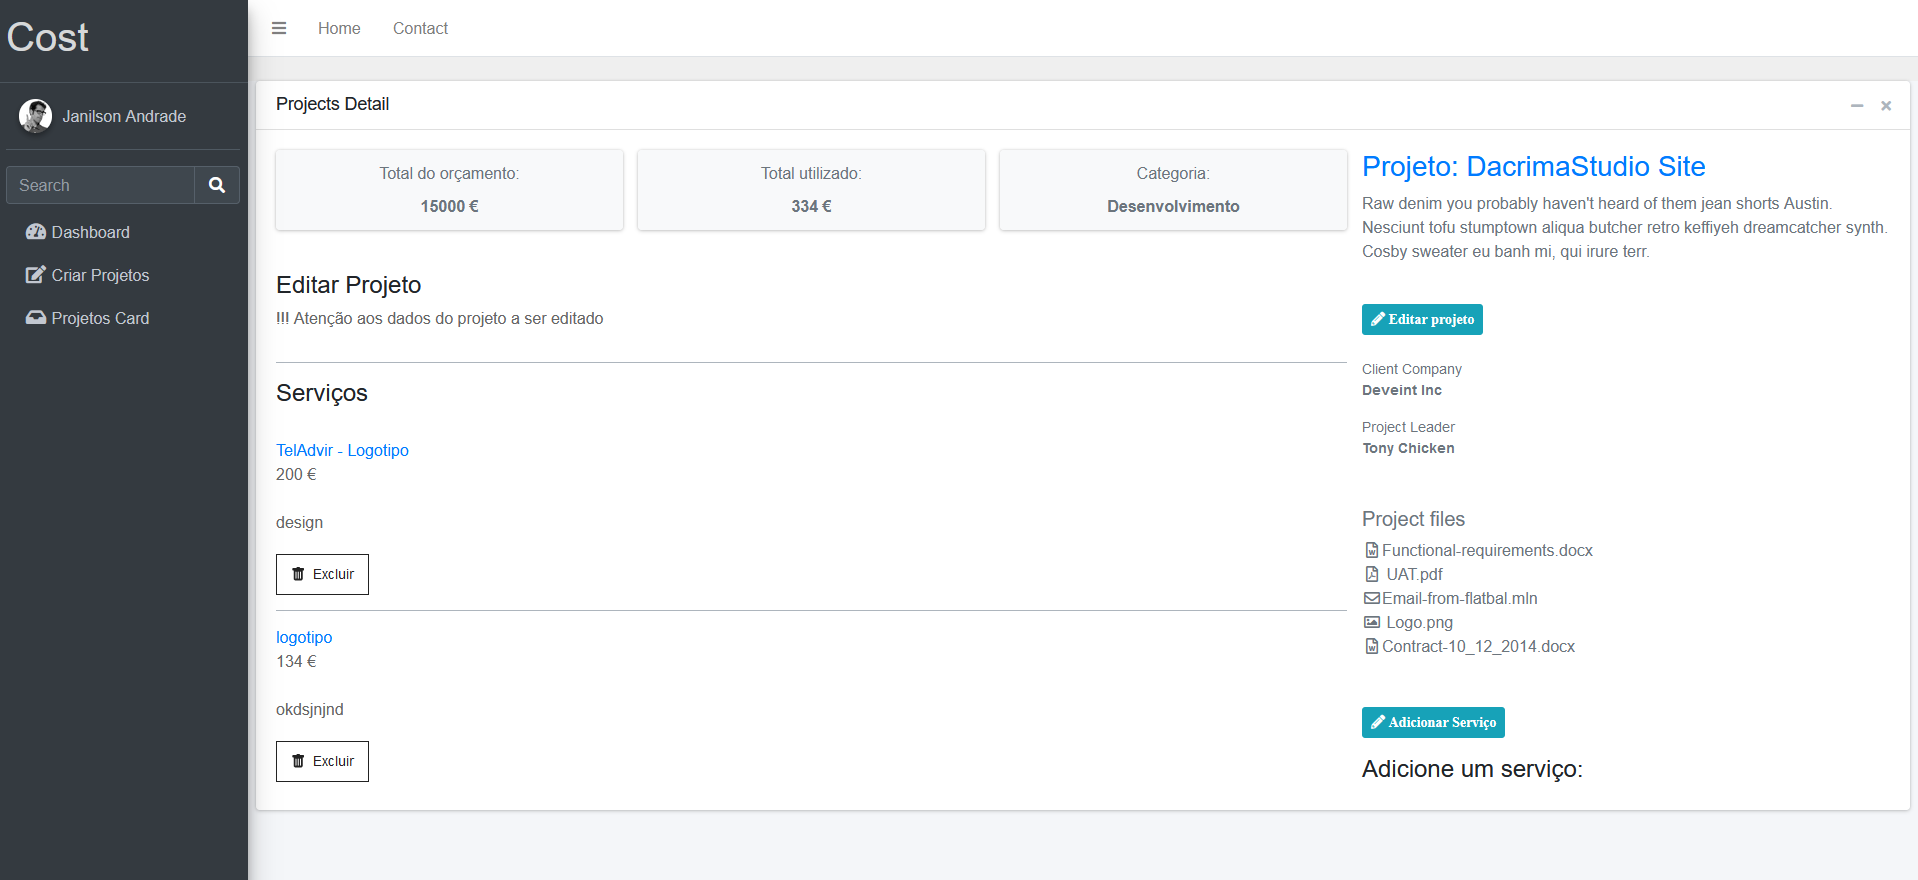 Cost
Janilson Andrade
Search
Dashboard
Criar Projetos
Projetos Card
Home
Contact
Projects Detail
Total do orçamento:
15000 €
Total utilizado:
334 €
Categoria:
Desenvolvimento
Editar Projeto
!!! Atenção aos dados do projeto a ser editado
Serviços
TelAdvir - Logotipo
200 €
design
Excluir
logotipo
134 €
okdsjnjnd
Excluir
Projeto: DacrimaStudio Site
Raw denim you probably haven't heard of them jean shorts Austin.
Nesciunt tofu stumptown aliqua butcher retro keffiyeh dreamcatcher synth.
Cosby sweater eu banh mi, qui irure terr.
Editar projeto
Client Company
Deveint Inc
Project Leader
Tony Chicken
Project files
Functional-requirements.docx
UAT.pdf
Email-from-flatbal.mln
Logo.png
Contract-10_12_2014.docx
Adicionar Serviço
Adicione um serviço: